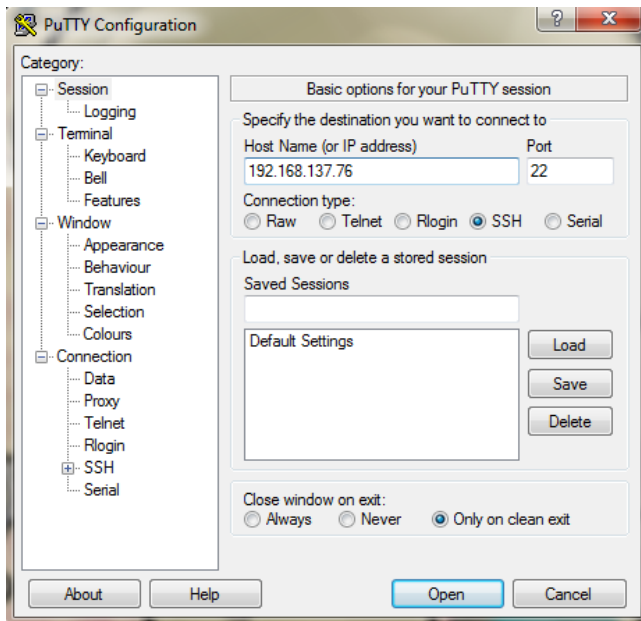 PuTTY Configuration
Category:
Session
Logging
Terminal
Keyboard
Bell
Features
Window
Appearance
Behaviour
Translation
Selection
Colours
Connection
Data
Proxy
Telnet
Rlogin
SSH
Serial
Basic options for your PuTTY session
Specify the destination you want to connect to
Host Name (or IP address) Port
192.168.137.76 22
Connection type:
Raw Telnet Rlogin SSH Serial
Load, save or delete a stored session
Saved Sessions
Default Settings
Load
Save
Delete
Close window on exit:
Always Never Only on clean exit
About Help Open Cancel